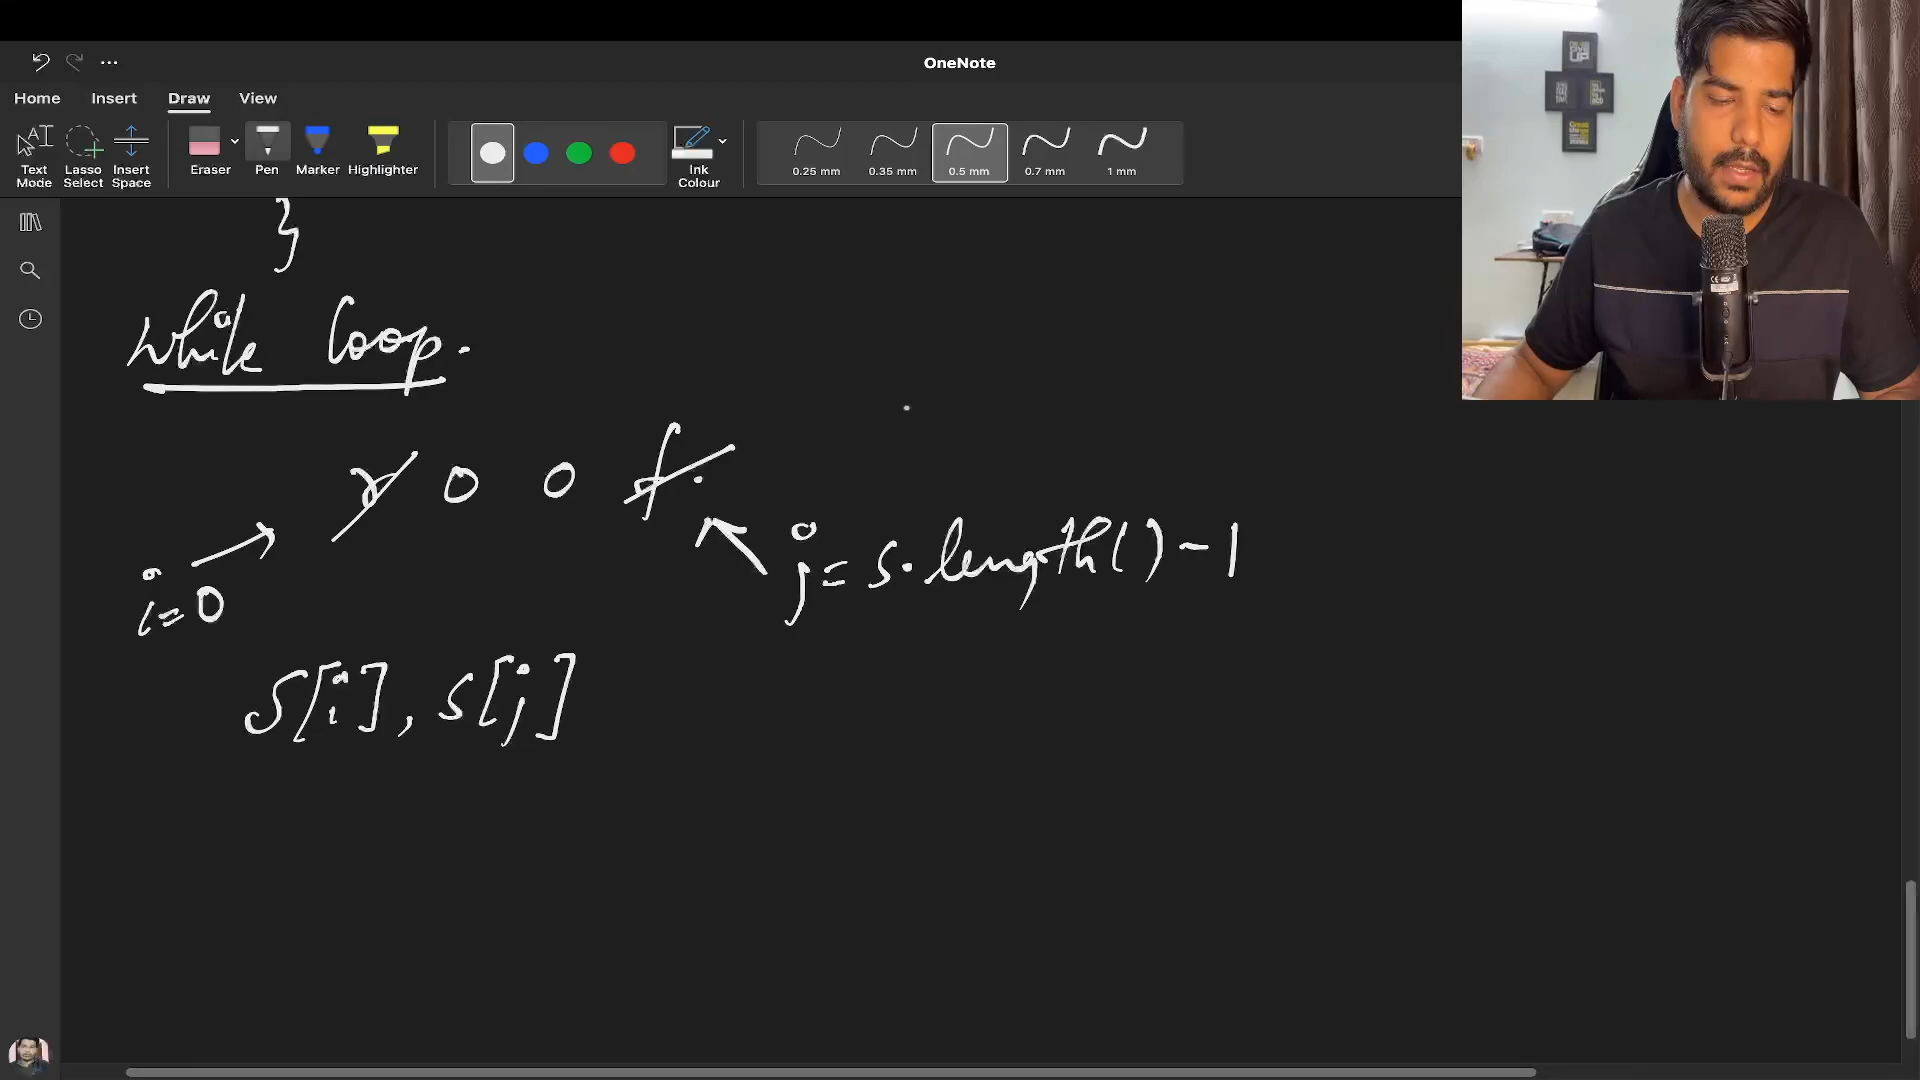 OneNote
Home Insert Draw View
Text Mode Lasso Select Insert Space Eraser Pen Marker Highlighter Ink Colour 0.25 mm 0.35 mm 0.5 mm 0.7 mm 1 mm
}
While loop.
r o o f.
i=0
j=s.length()-1
S[i], s[j]